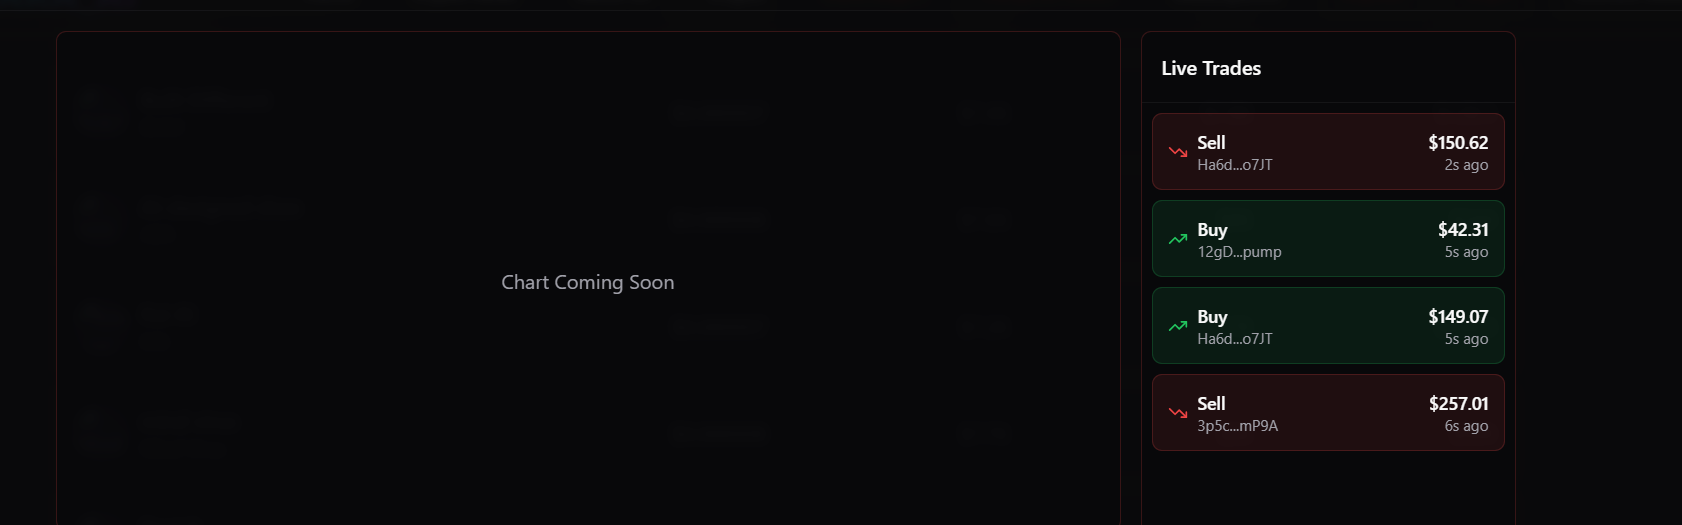 Chart Coming Soon
Live Trades
Sell $150.62
Ha6d...o7JT 2s ago
Buy $42.31
12gD...pump 5s ago
Buy $149.07
Ha6d...o7JT 5s ago
Sell $257.01
3p5c...mP9A 6s ago